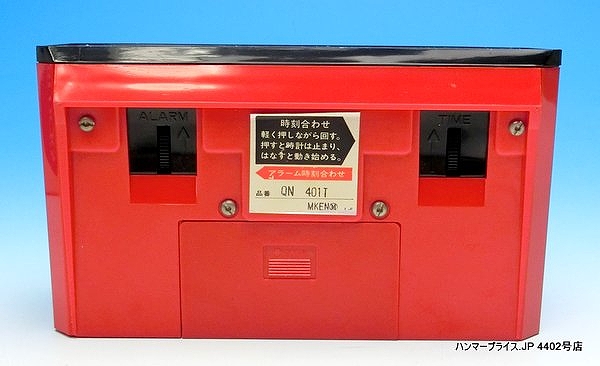 ALARM
TIME
時刻合わせ
軽く押しながら回す。
押すと時計は止まり、
はなすと動き始める。
アラーム時刻合わせ
品番 QN 401T
ハンマープライス.JP 4402号店